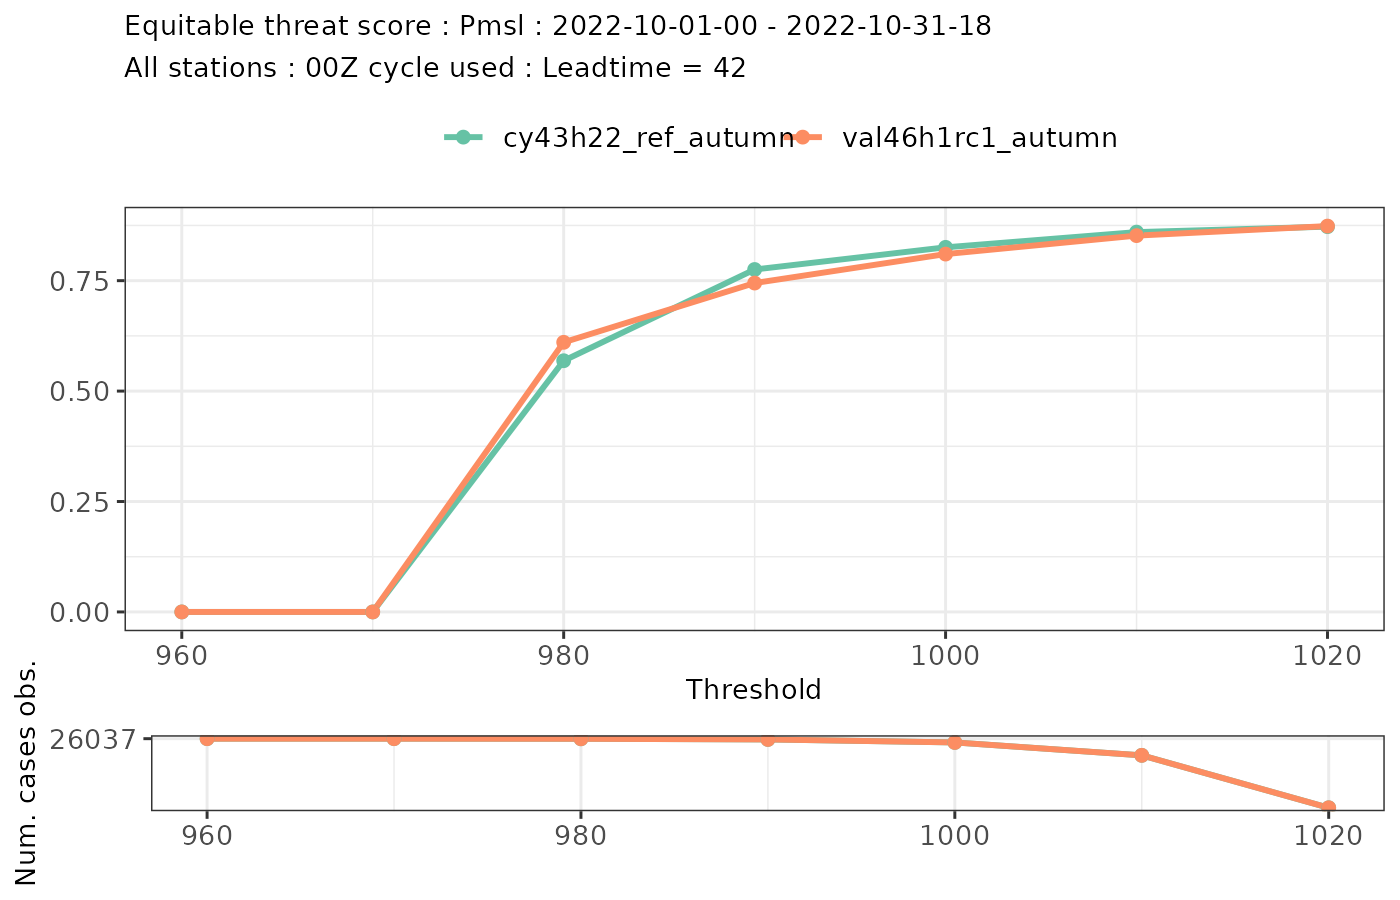 Equitable threat score : Pmsl : 2022-10-01-00 - 2022-10-31-18
All stations : 00Z cycle used : Leadtime = 42
cy43h22_ref_autumn val46h1rc1_autumn
0.75
0.50
0.25
0.00
960 980 1000 1020
Threshold
Num. cases obs.
26037
960 980 1000 1020